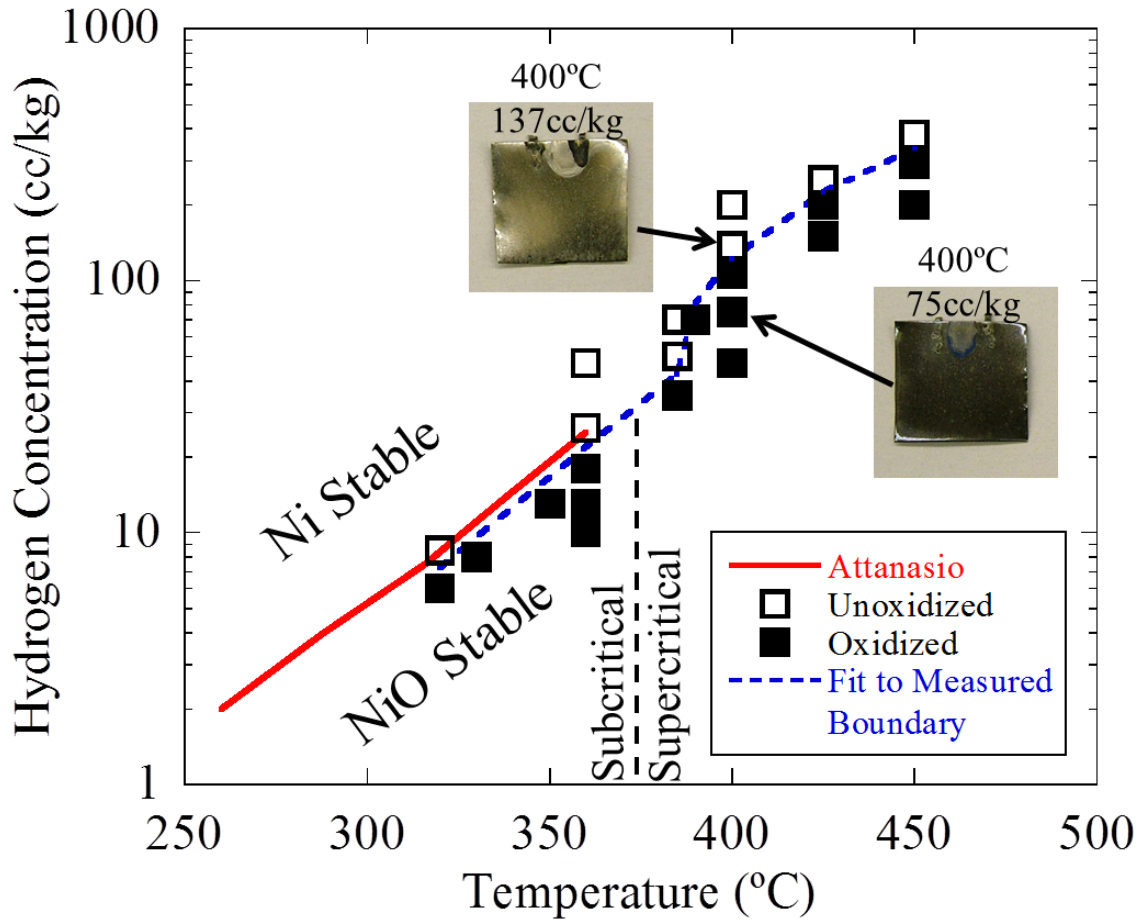 Hydrogen Concentration (cc/kg)
1000
100
10
1
400ºC
137cc/kg
400ºC
75cc/kg
Ni Stable
NiO Stable
Subcritical
Supercritical
Attanasio
Unoxidized
Oxidized
Fit to Measured
Boundary
250 300 350 400 450 500
Temperature (ºC)